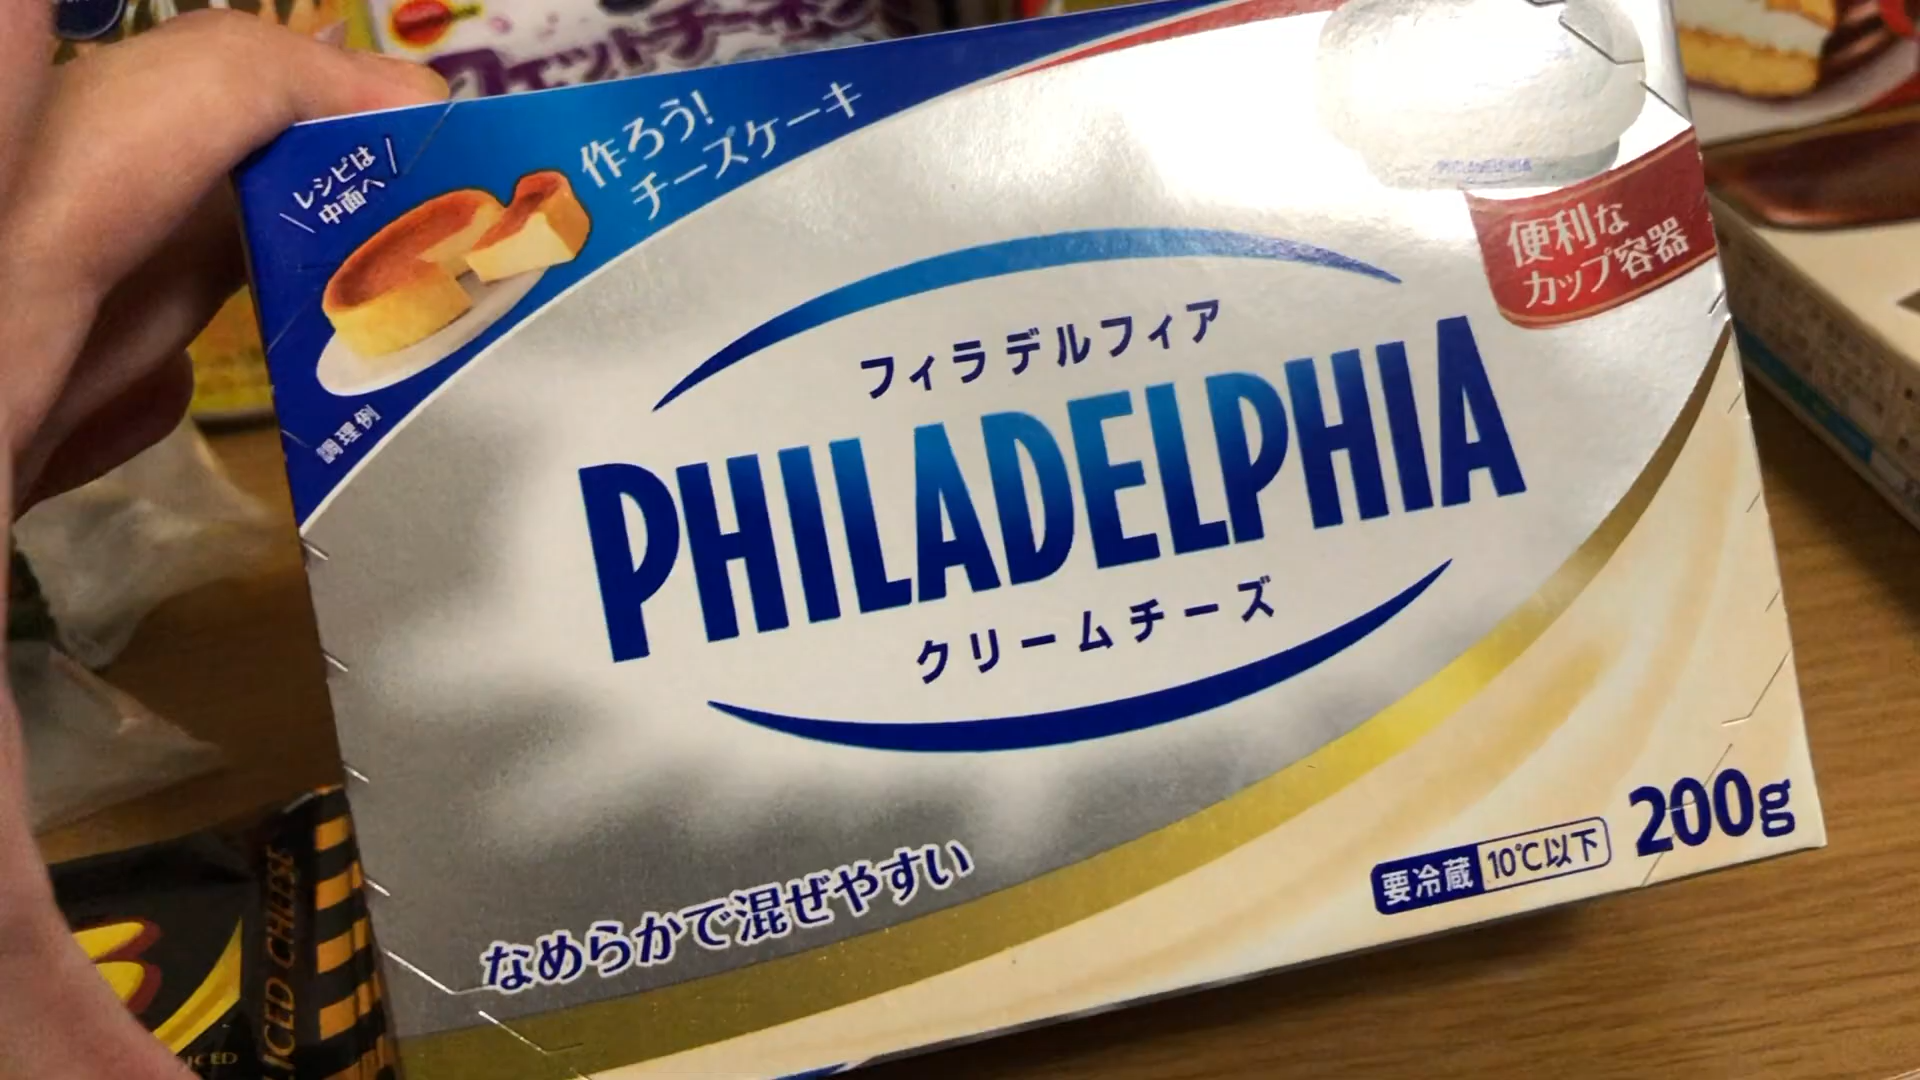 レシピは
中面へ
作ろう!
チーズケーキ
調理例
便利な
カップ容器
フィラデルフィア
PHILADELPHIA
クリームチーズ
なめらかで混ぜやすい
要冷蔵 10℃以下
200g
LICED CHEESE